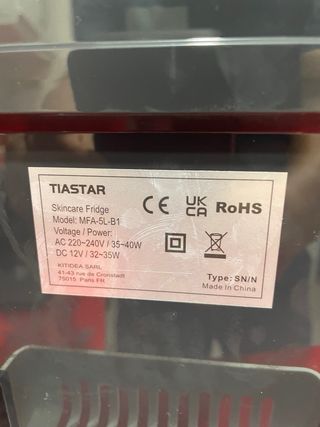 TIASTAR
Skincare Fridge
Model: MFA-5L-B1
Voltage / Power:
AC 220~240V / 35~40W
DC 12V / 32~35W
KITIDEA SARL
41-43 rue de Cronstadt
75015 Paris FR
CE UK CA RoHS
Type: SN/N
Made In China